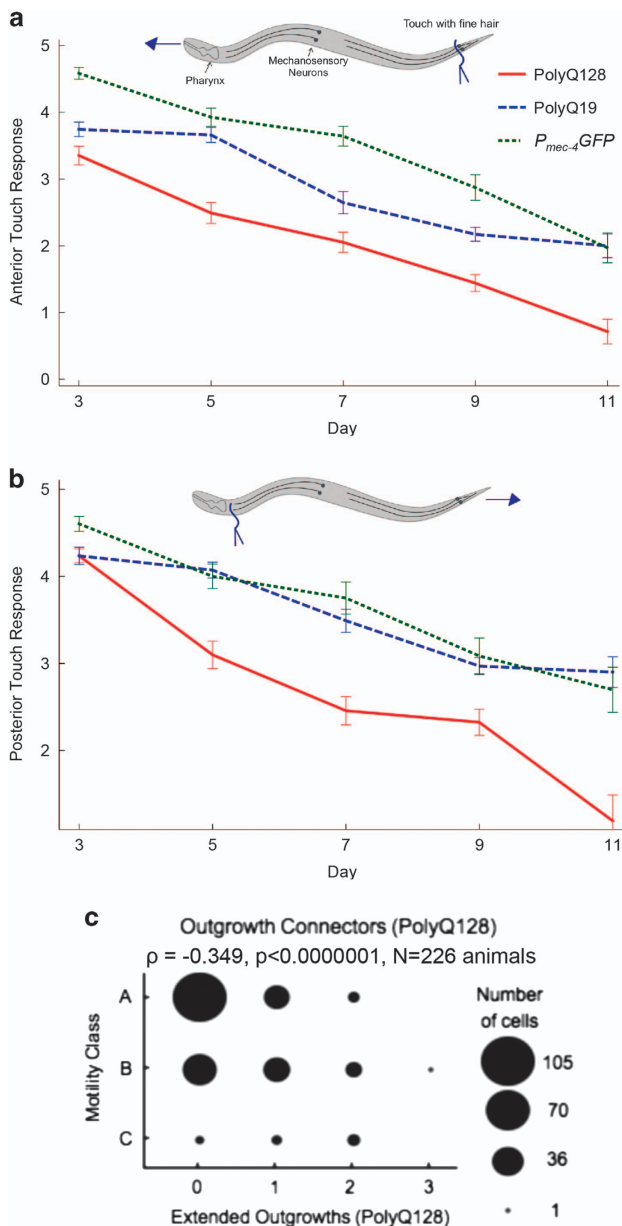 a
Touch with fine hair
Mechanosensory
Neurons
Pharynx
PolyQ128
PolyQ19
Pmec-4GFP
Anterior Touch Response
5
4
3
2
1
0
3 5 7 9 11
Day
b
Posterior Touch Response
5
4
3
2
3 5 7 9 11
Day
c
Outgrowth Connectors (PolyQ128)
ρ = -0.349, p<0.0000001, N=226 animals
Motility Class
A
B
C
0 1 2 3
Extended Outgrowths (PolyQ128)
Number
of cells
105
70
36
1